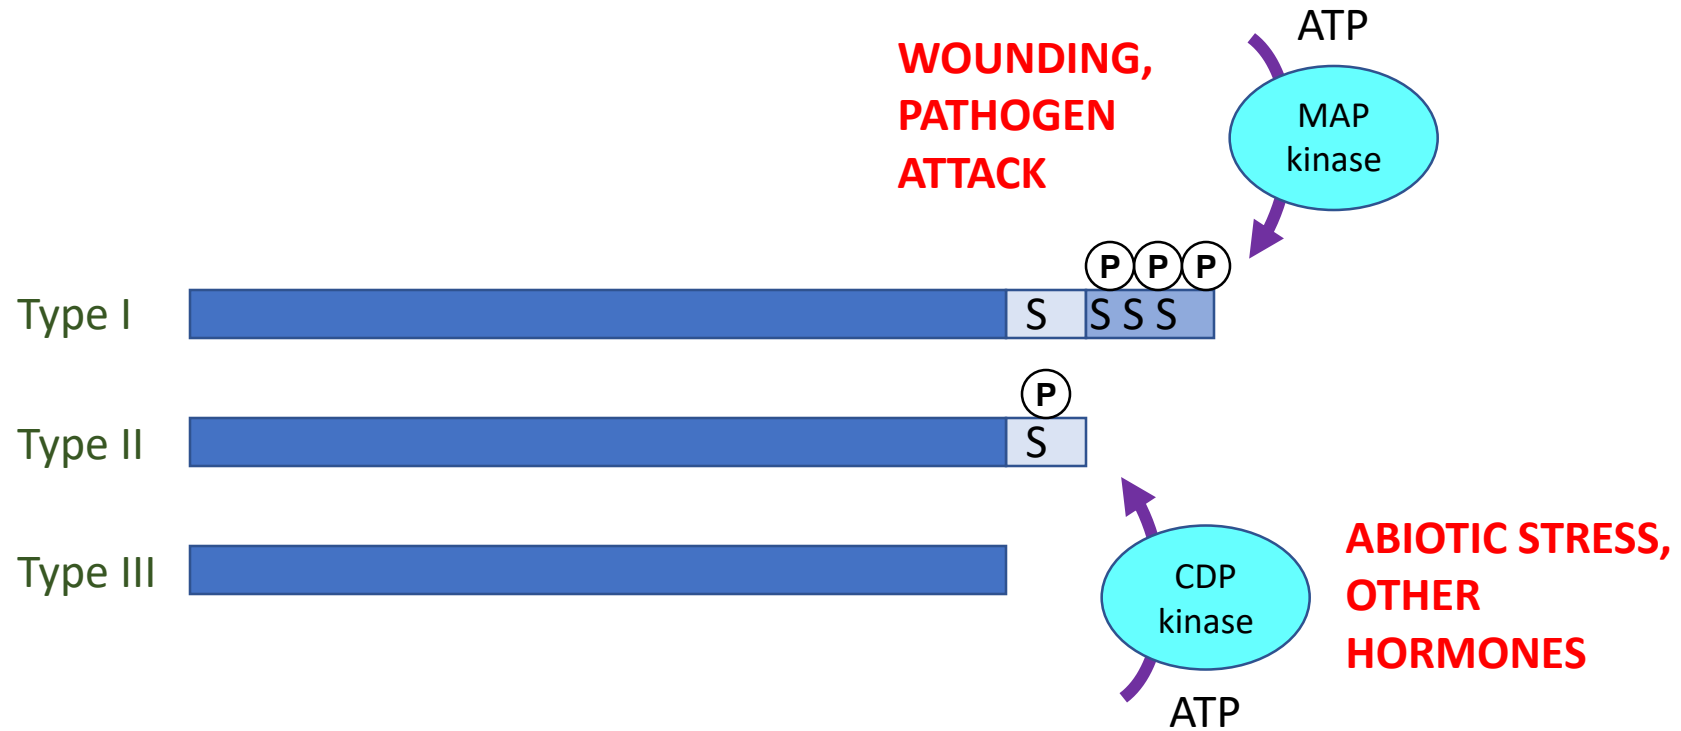 WOUNDING,
PATHOGEN
ATTACK
ATP
MAP
kinase
P P P
Type I
S S S S
P
Type II
S
Type III
CDP
kinase
ATP
ABIOTIC STRESS,
OTHER
HORMONES